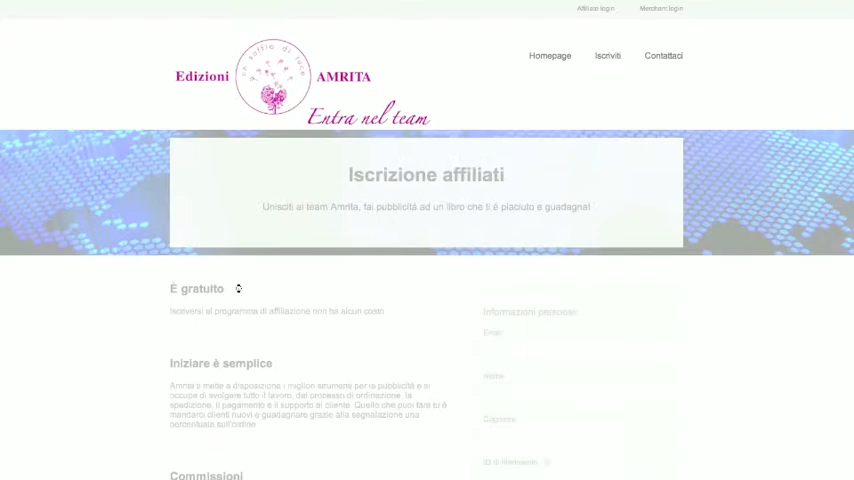 Affiliate login Merchant login
Edizioni un soffio di luce AMRITA
Homepage Iscriviti Contattaci
Entra nel team
Iscrizione affiliati
Unisciti al team Amrita, fai pubblicità ad un libro che ti è piaciuto e guadagna!
È gratuito
Iscriversi al programma di affiliazione non ha alcun costo
Informazioni personali
Email
Iniziare è semplice
Nome
Amrita ti mette a disposizione i migliori strumenti per la pubblicità e si
occupa di svolgere tutto il lavoro, dal processo di ordinazione, la
spedizione, il pagamento e il supporto al cliente. Quello che puoi fare tu è
mandarci clienti nuovi e guadagnare grazie alla segnalazione una
percentuale sull'ordine
Cognome
ID di riferimento
Commissioni